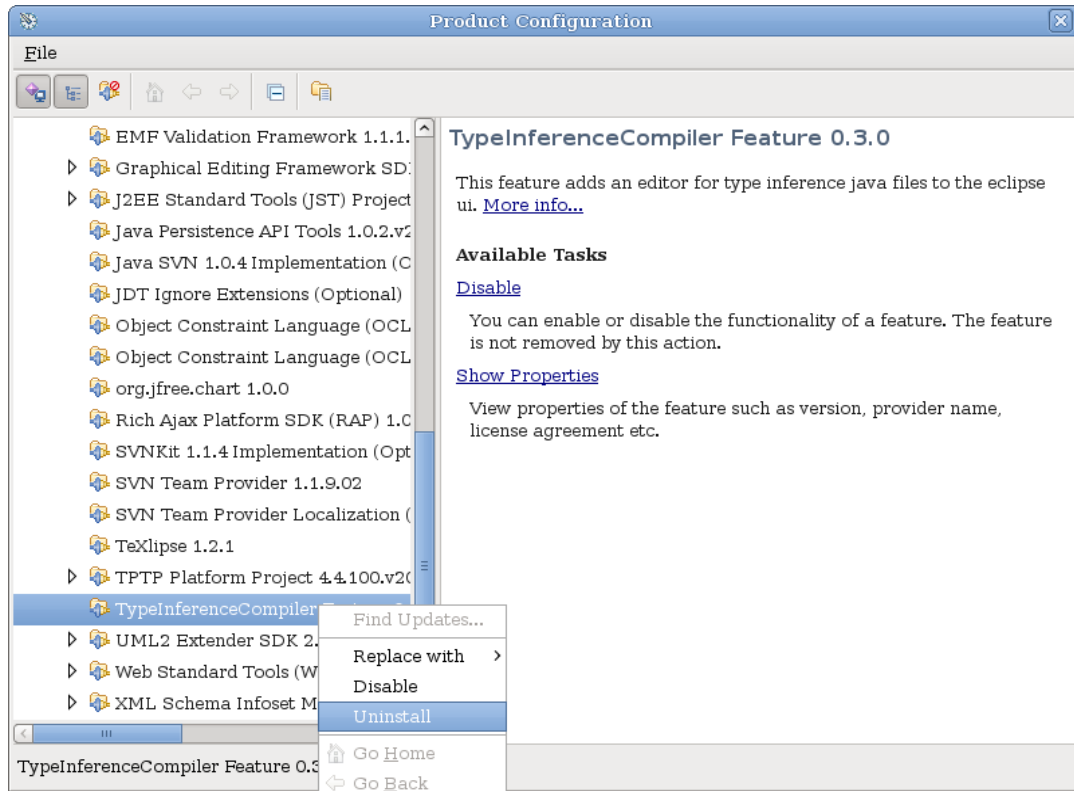 Product Configuration
File
EMF Validation Framework 1.1.1.
Graphical Editing Framework SD
J2EE Standard Tools (JST) Project
Java Persistence API Tools 1.0.2.v2
Java SVN 1.0.4 Implementation (O
JDT Ignore Extensions (Optional)
Object Constraint Language (OCL
Object Constraint Language (OCL
org.jfree.chart 1.0.0
Rich Ajax Platform SDK (RAP) 1.0
SVNKit 1.1.4 Implementation (Opt
SVN Team Provider 1.1.9.02
SVN Team Provider Localization (
TeXlipse 1.2.1
TPTP Platform Project 4.4.100.v20
TypeInferenceCompiler
UML2 Extender SDK 2.
Web Standard Tools (W
XML Schema Infoset M
TypeInferenceCompiler Feature 0.3
TypeInferenceCompiler Feature 0.3.0
This feature adds an editor for type inference java files to the eclipse
ui. More info...
Available Tasks
Disable
You can enable or disable the functionality of a feature. The feature
is not removed by this action.
Show Properties
View properties of the feature such as version, provider name,
license agreement etc.
Find Updates...
Replace with
Disable
Uninstall
Go Home
Go Back